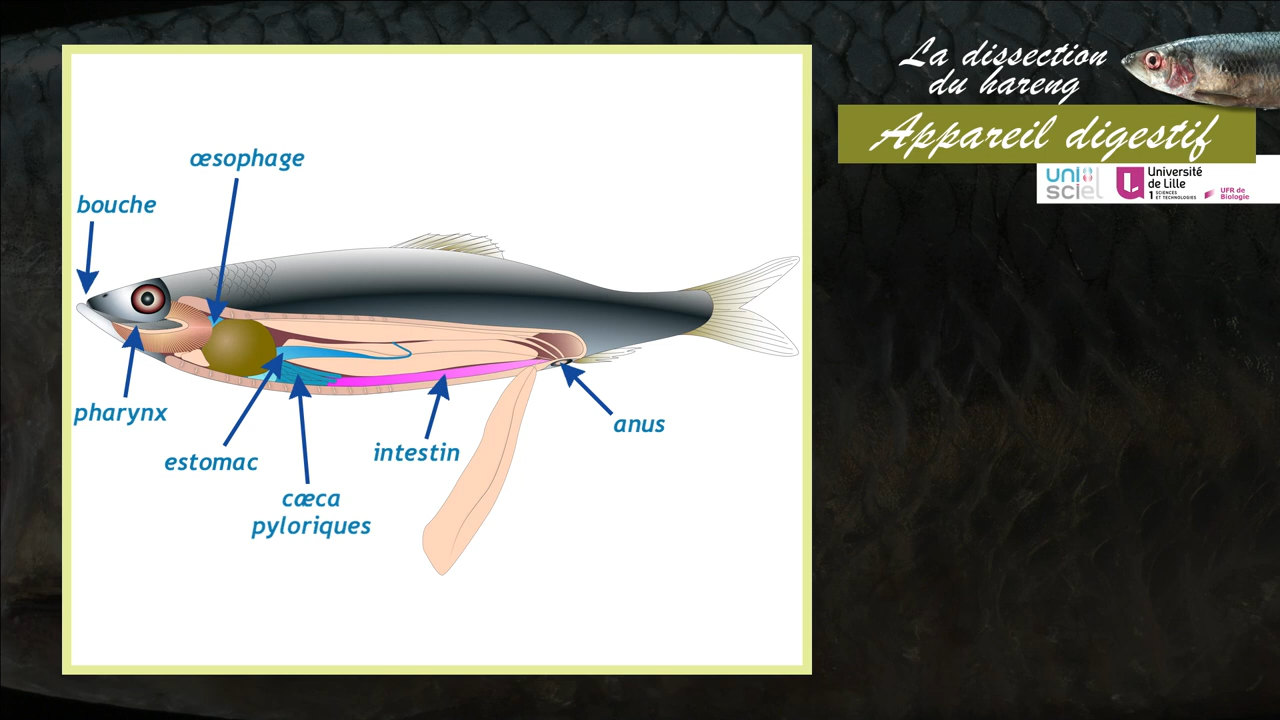 La dissection
du hareng
Appareil digestif
uni
sciel
Université
de Lille
1 SCIENCES
ET TECHNOLOGIES
UFR de
Biologie
œsophage
bouche
pharynx
estomac
cæca
pyloriques
intestin
anus